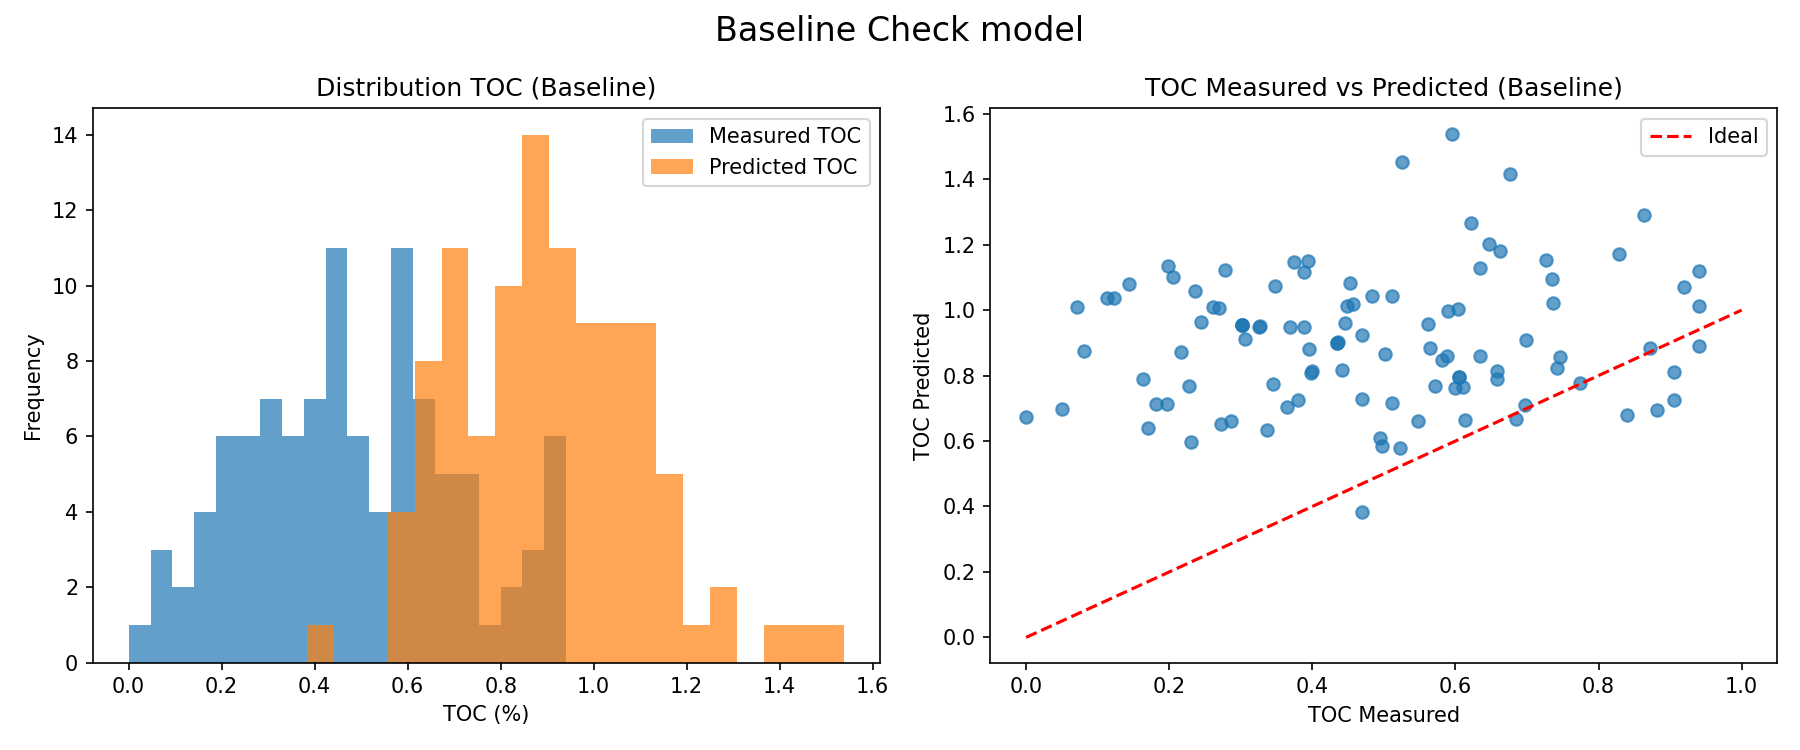 Baseline Check model
Distribution TOC (Baseline)
Measured TOC
Predicted TOC
Frequency
14
12
10
8
6
4
2
0
0.0 0.2 0.4 0.6 0.8 1.0 1.2 1.4 1.6
TOC (%)
TOC Measured vs Predicted (Baseline)
Ideal
TOC Predicted
1.6
1.4
1.2
1.0
0.8
0.6
0.4
0.2
0.0
0.0 0.2 0.4 0.6 0.8 1.0
TOC Measured